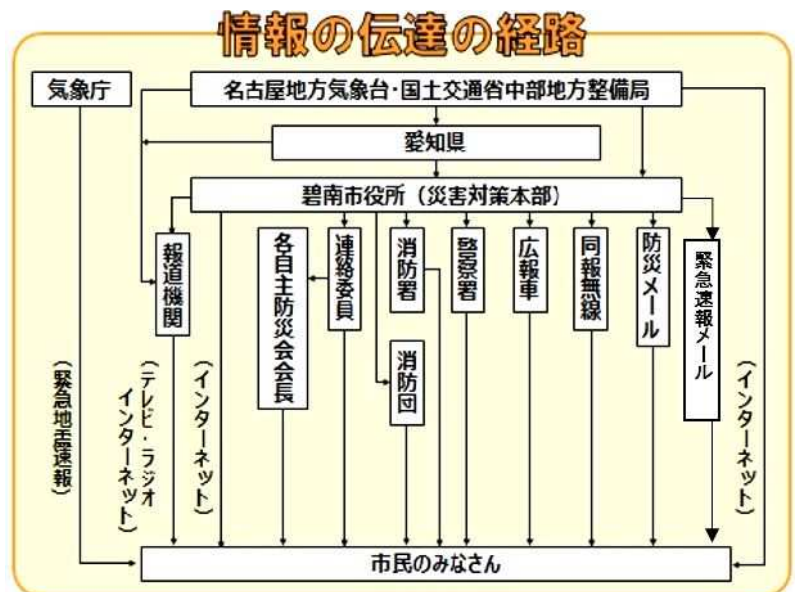 情報の伝達の経路
気象庁
名古屋地方気象台・国土交通省中部地方整備局
愛知県
碧南市役所（災害対策本部）
報道機関
各自主防災会会長
連絡委員
消防署
消防団
警察署
広報車
同報無線
防災メール
緊急速報メール
（緊急地震速報）
（テレビ・ラジオ
インターネット）
（インターネット）
（インターネット）
市民のみなさん